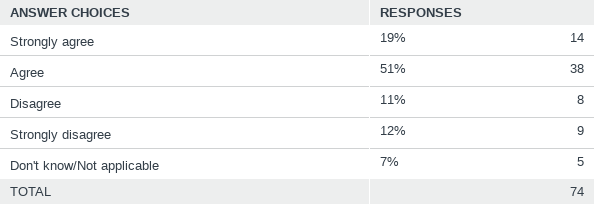 ANSWER CHOICES RESPONSES
Strongly agree 19% 14
Agree 51% 38
Disagree 11% 8
Strongly disagree 12% 9
Don't know/Not applicable 7% 5
TOTAL 74